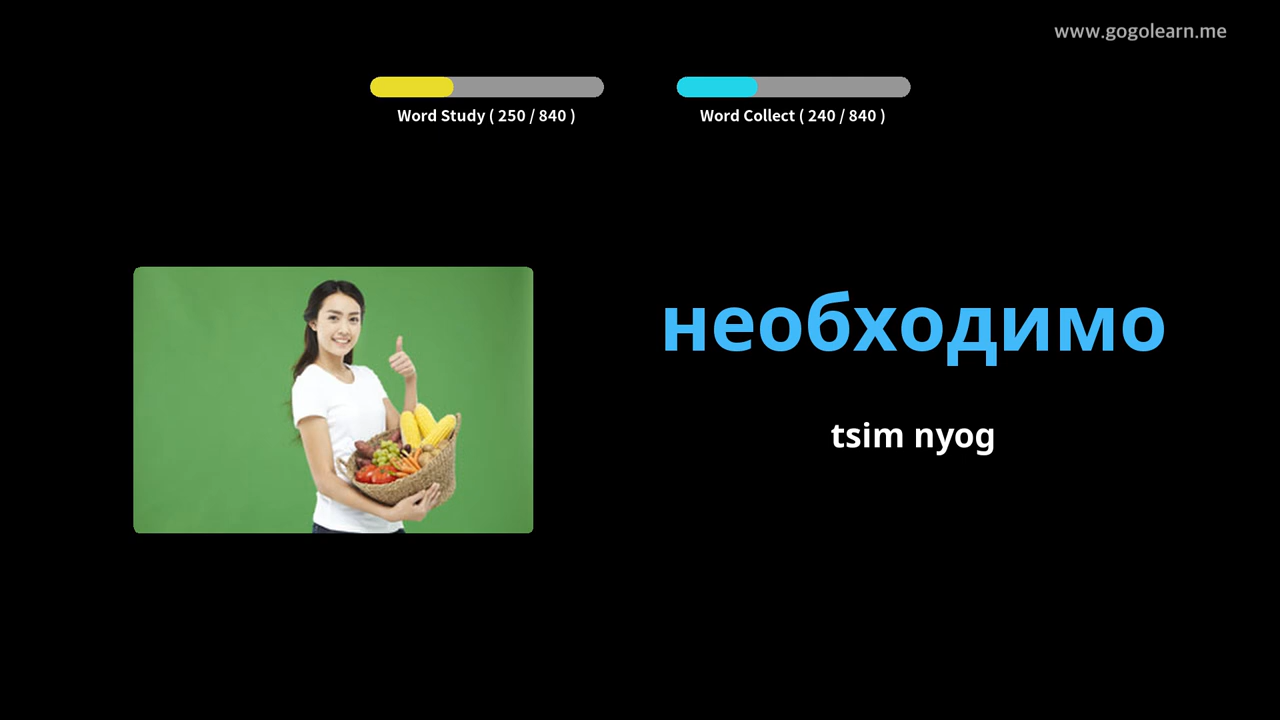 www.gogolearn.me
Word Study ( 250 / 840 )
Word Collect ( 240 / 840 )
необходимо
tsim nyog